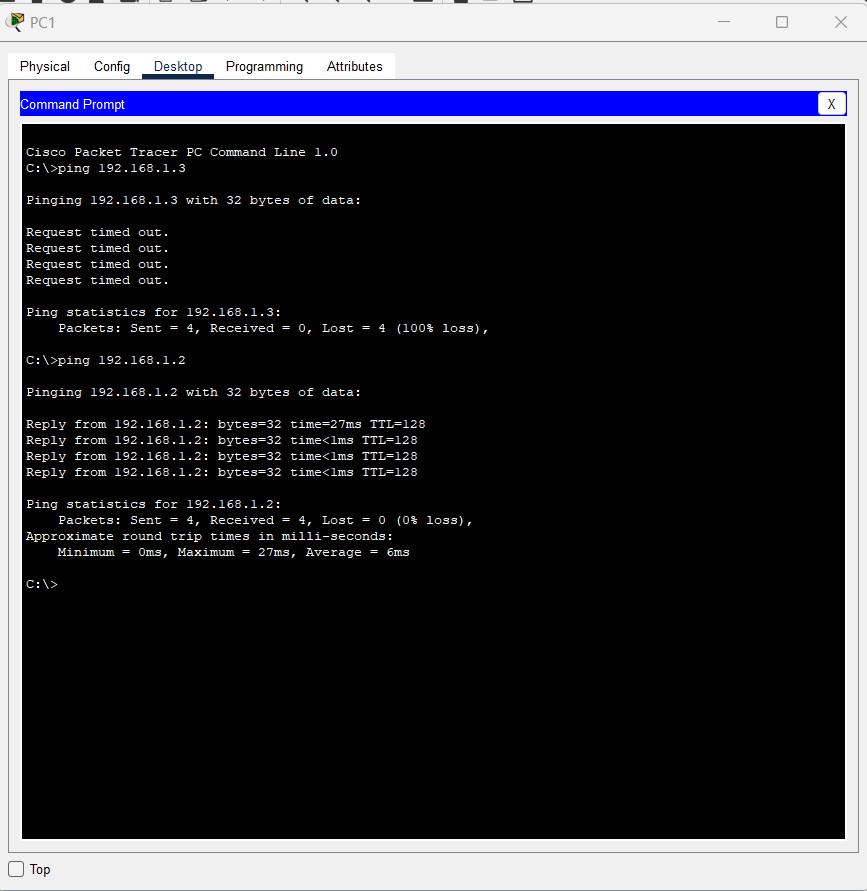 PC1
Physical Config Desktop Programming Attributes
Command Prompt X
Cisco Packet Tracer PC Command Line 1.0
C:\>ping 192.168.1.3
Pinging 192.168.1.3 with 32 bytes of data:
Request timed out.
Request timed out.
Request timed out.
Request timed out.
Ping statistics for 192.168.1.3:
Packets: Sent = 4, Received = 0, Lost = 4 (100% loss),
C:\>ping 192.168.1.2
Pinging 192.168.1.2 with 32 bytes of data:
Reply from 192.168.1.2: bytes=32 time=27ms TTL=128
Reply from 192.168.1.2: bytes=32 time<1ms TTL=128
Reply from 192.168.1.2: bytes=32 time<1ms TTL=128
Reply from 192.168.1.2: bytes=32 time<1ms TTL=128
Ping statistics for 192.168.1.2:
Packets: Sent = 4, Received = 4, Lost = 0 (0% loss),
Approximate round trip times in milli-seconds:
Minimum = 0ms, Maximum = 27ms, Average = 6ms
C:\>
Top